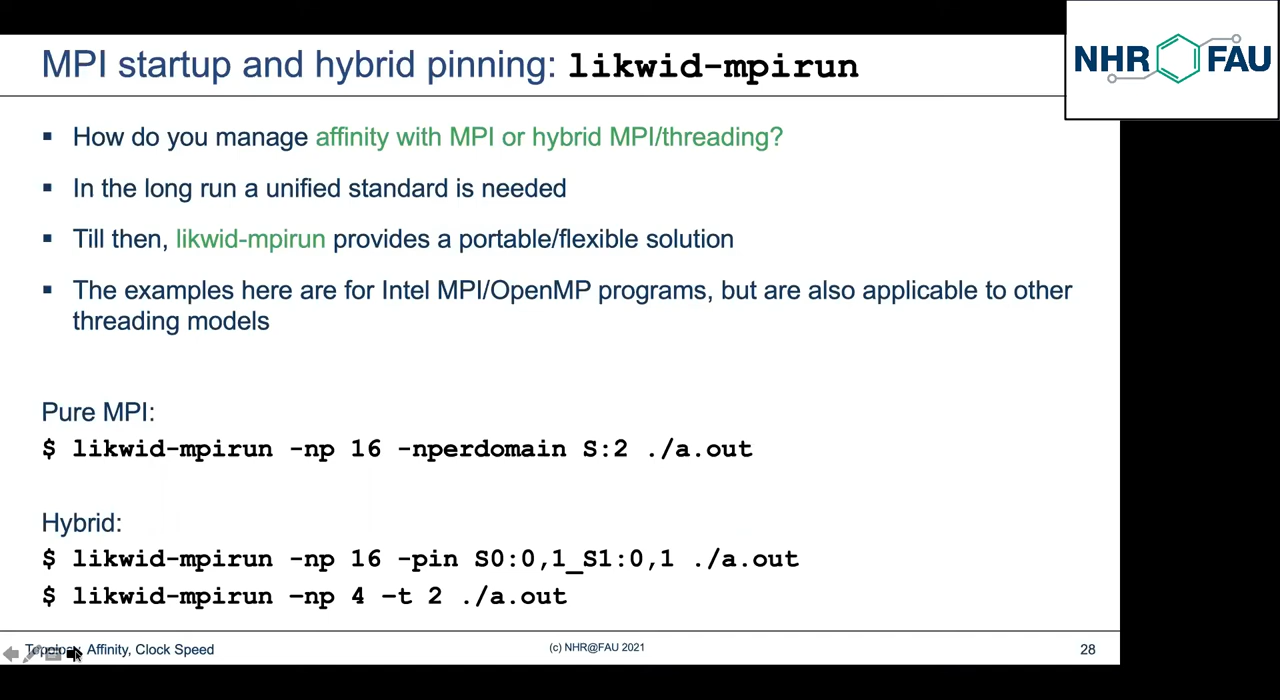 MPI startup and hybrid pinning: likwid-mpirun
NHR FAU
▪ How do you manage affinity with MPI or hybrid MPI/threading?
▪ In the long run a unified standard is needed
▪ Till then, likwid-mpirun provides a portable/flexible solution
▪ The examples here are for Intel MPI/OpenMP programs, but are also applicable to other
threading models
Pure MPI:
$ likwid-mpirun -np 16 -nperdomain S:2 ./a.out
Hybrid:
$ likwid-mpirun -np 16 -pin S0:0,1_S1:0,1 ./a.out
$ likwid-mpirun –np 4 –t 2 ./a.out
Topology, Affinity, Clock Speed
(c) NHR@FAU 2021
28